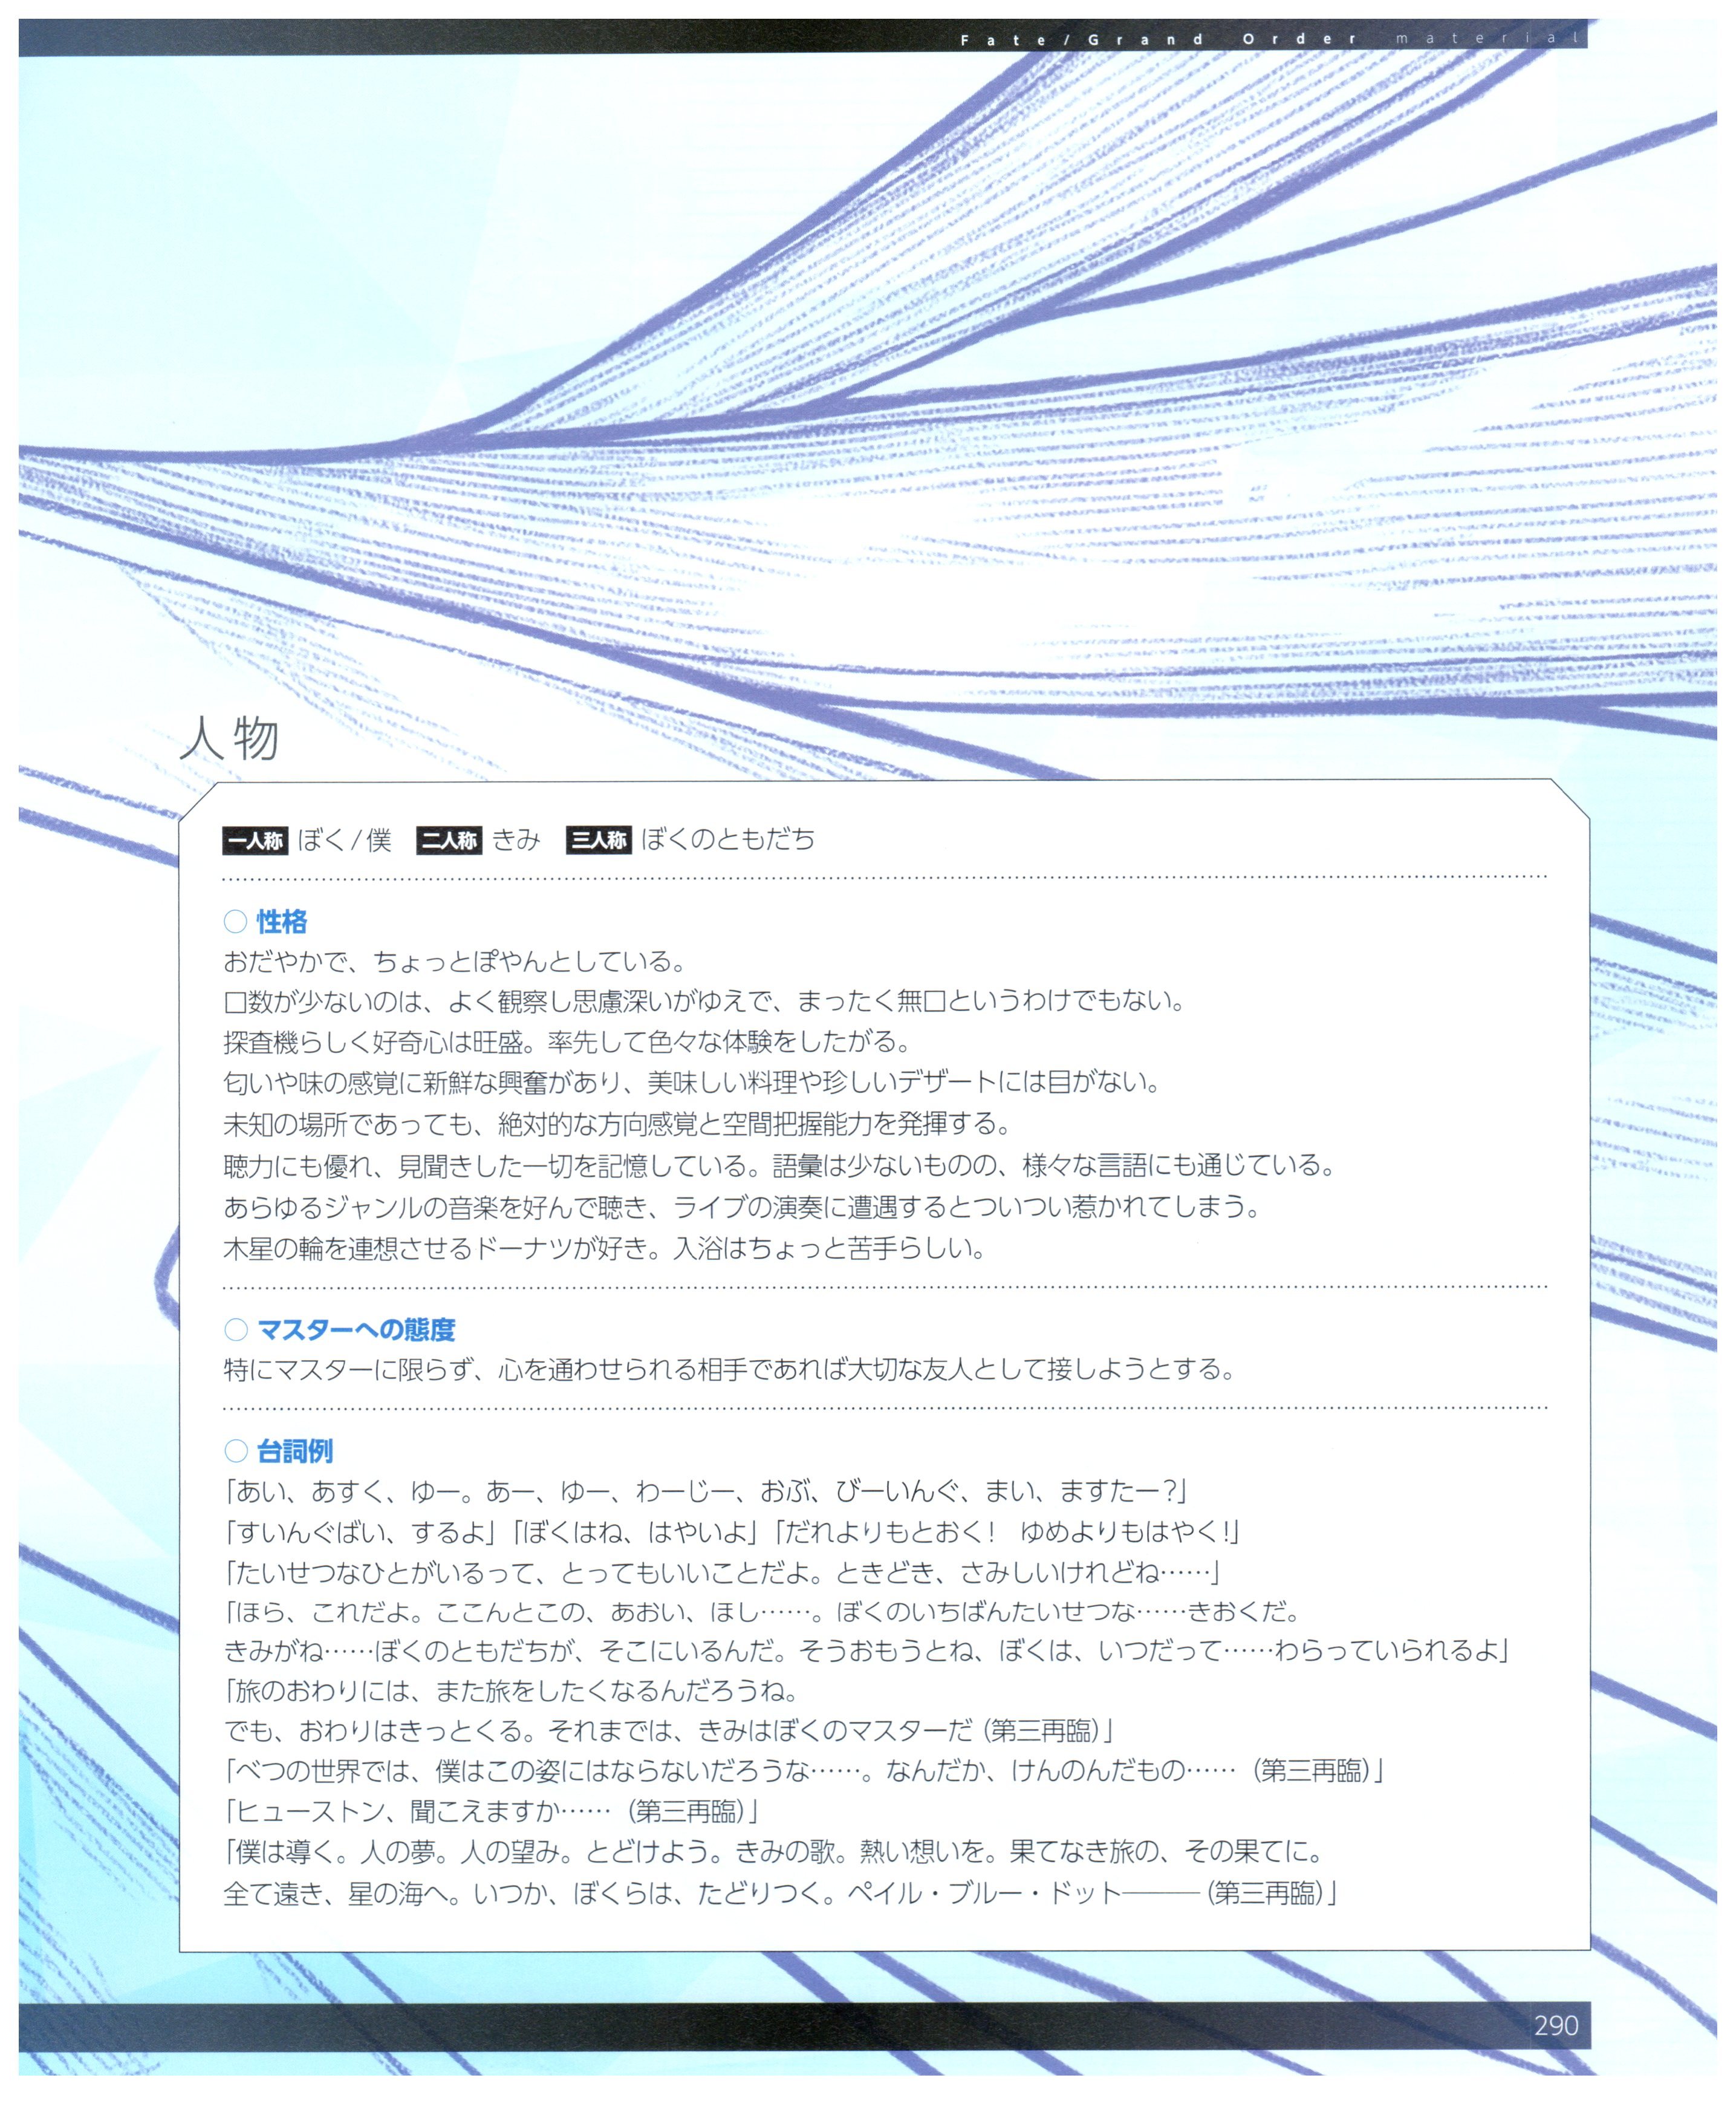 Fate/Grand Order material
人物
一人称 ぼく/僕 二人称 きみ 三人称 ぼくのともだち
○ 性格
おだやかで、ちょっとぽやんとしている。
口数が少ないのは、よく観察し思慮深いがゆえで、まったく無口というわけでもない。
探査機らしく好奇心は旺盛。率先して色々な体験をしたがる。
匂いや味の感覚に新鮮な興奮があり、美味しい料理や珍しいデザートには目がない。
未知の場所であっても、絶対的な方向感覚と空間把握能力を発揮する。
聴力にも優れ、見聞きした一切を記憶している。語彙は少ないものの、様々な言語にも通じている。
あらゆるジャンルの音楽を好んで聴き、ライブの演奏に遭遇するとついつい惹かれてしまう。
木星の輪を連想させるドーナツが好き。入浴はちょっと苦手らしい。
○ マスターへの態度
特にマスターに限らず、心を通わせられる相手であれば大切な友人として接しようとする。
○ 台詞例
「あい、あすく、ゆー。あー、ゆー、わーじー、おぶ、びーいんぐ、まい、ますたー?」
「すいんぐばい、するよ」「ぼくはね、はやいよ」「だれよりもとおく! ゆめよりもはやく!」
「たいせつなひとがいるって、とってもいいことだよ。ときどき、さみしいけれどね……」
「ほら、これだよ。ここんとこの、あおい、ほし……。ぼくのいちばんたいせつな……きおくだ。
きみがね……ぼくのともだちが、そこにいるんだ。そうおもうとね、ぼくは、いつだって……わらっていられるよ」
「旅のおわりには、また旅をしたくなるんだろうね。
でも、おわりはきっとくる。それまでは、きみはぼくのマスターだ(第三再臨)」
「べつの世界では、僕はこの姿にはならないだろうな……。なんだか、けんのんだもの……(第三再臨)」
「ヒューストン、聞こえますか……(第三再臨)」
「僕は導く。人の夢。人の望み。とどけよう。きみの歌。熱い想いを。果てなき旅の、その果てに。
全て遠き、星の海へ。いつか、ぼくらは、たどりつく。ペイル・ブルー・ドット―――(第三再臨)」
290